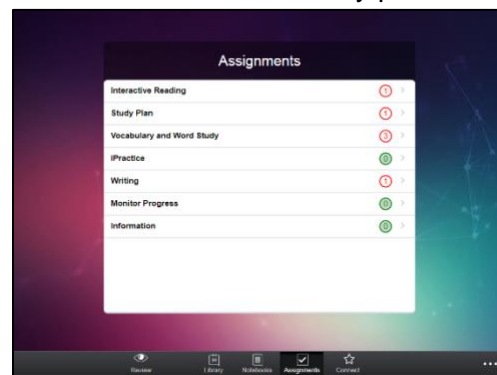 Assignments
Interactive Reading 1
Study Plan 1
Vocabulary and Word Study 3
iPractice 0
Writing 1
Monitor Progress 0
Information 0
Review Library Notebooks Assignments Connect